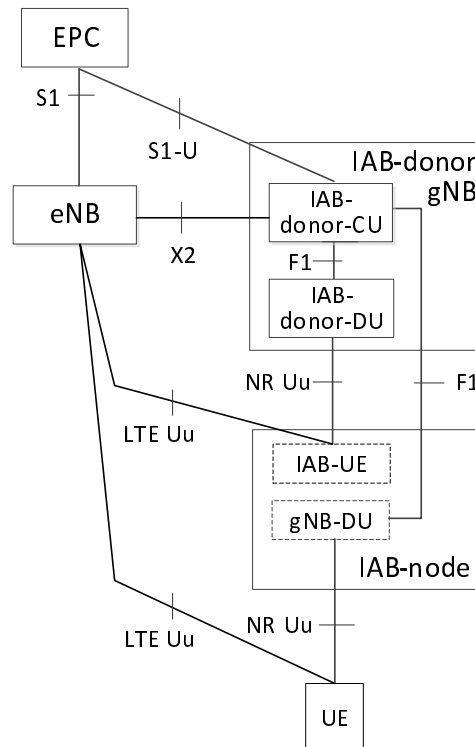 EPC
S1
S1-U
IAB-donor
gNB
IAB-
donor-CU
eNB
X2
F1
IAB-
donor-DU
NR Uu
F1
LTE Uu
IAB-UE
gNB-DU
IAB-node
NR Uu
LTE Uu
UE